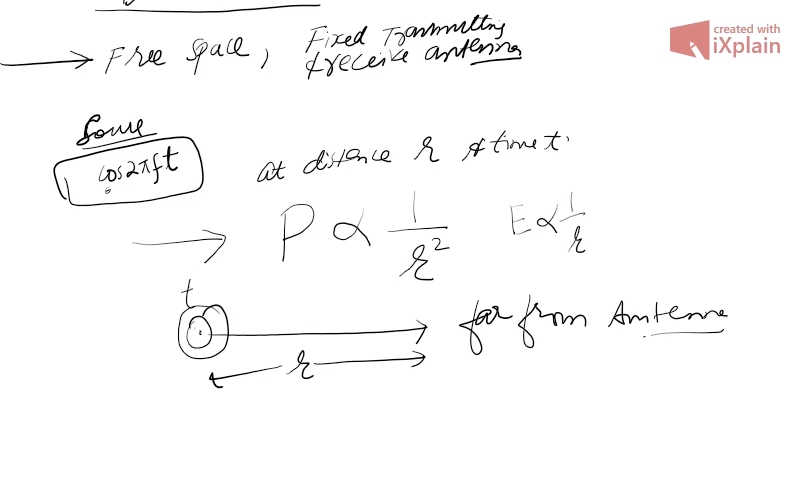 created with
iXplain
Free space, Fixed Transmitting
& receive antenna
Some
cos2πft
at distance r & time t.
P ∝ 1/r² E ∝ 1/r
t
far from Antenna
r